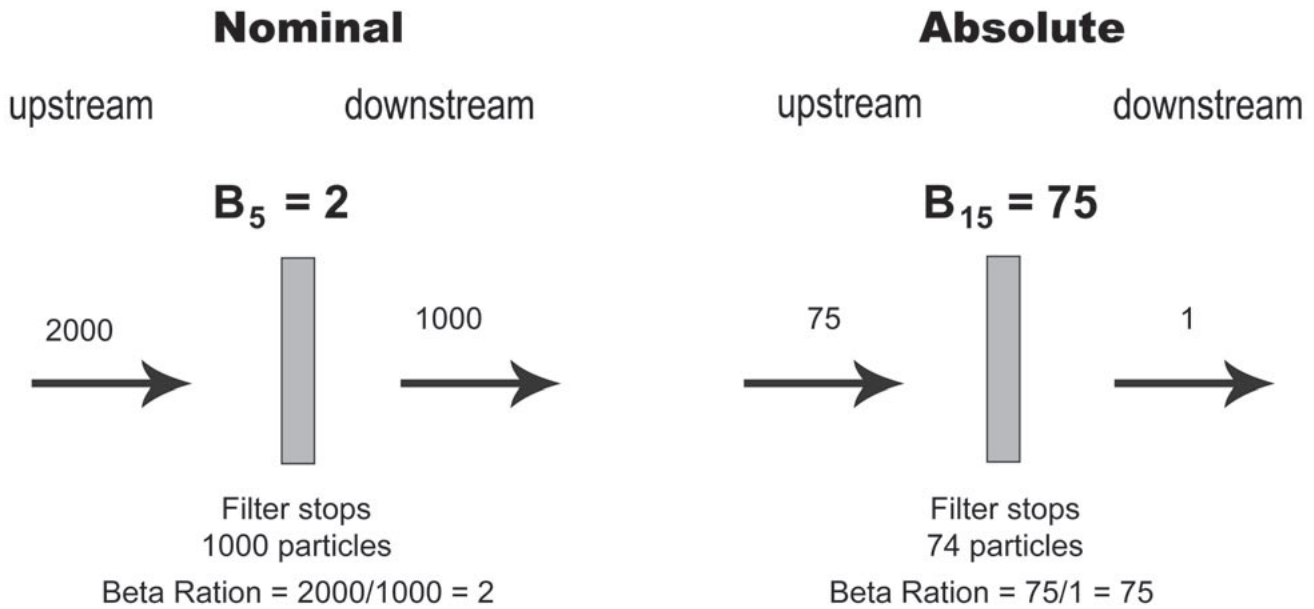 Nominal
upstream downstream
B5 = 2
2000 1000
Filter stops
1000 particles
Beta Ration = 2000/1000 = 2
Absolute
upstream downstream
B15 = 75
75 1
Filter stops
74 particles
Beta Ration = 75/1 = 75